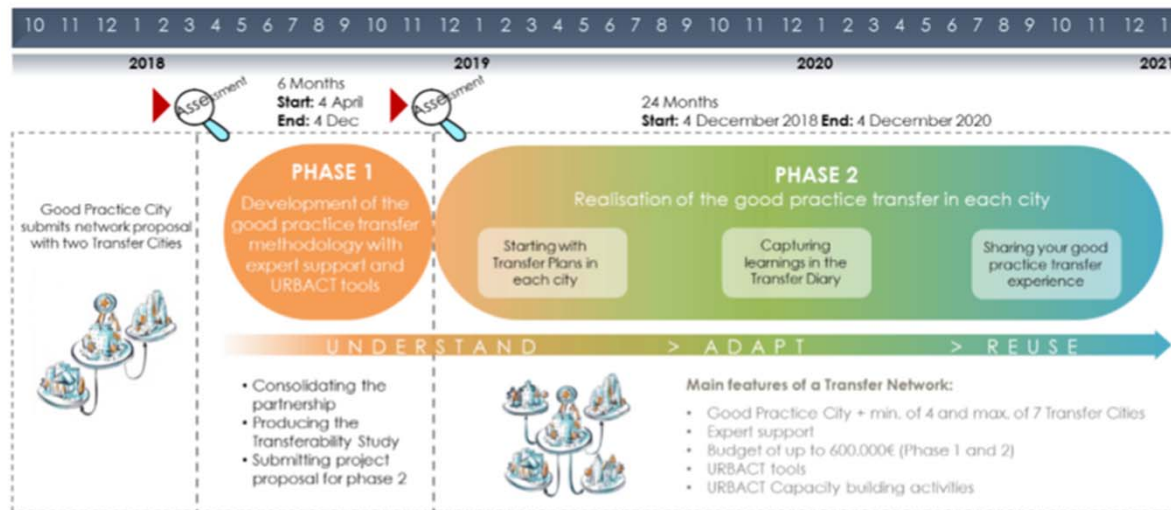 10 11 12 1 2 3 4 5 6 7 8 9 10 11 12 1 2 3 4 5 6 7 8 9 10 11 12 1 2 3 4 5 6 7 8 9 10 11 12 1
2018 2019 2020 2021
Assessment
6 Months
Start: 4 April
End: 4 Dec
Assessment
24 Months
Start: 4 December 2018 End: 4 December 2020
Good Practice City
submits network proposal
with two Transfer Cities
PHASE 1
Development of the
good practice transfer
methodology with
expert support and
URBACT tools
PHASE 2
Realisation of the good practice transfer in each city
Starting with
Transfer Plans in
each city
Capturing
learnings in the
Transfer Diary
Sharing your good
practice transfer
experience
UNDERSTAND > ADAPT > REUSE
• Consolidating the
partnership
• Producing the
Transferability Study
• Submitting project
proposal for phase 2
Main features of a Transfer Network:
• Good Practice City + min. of 4 and max. of 7 Transfer Cities
• Expert support
• Budget of up to 600.000€ (Phase 1 and 2)
• URBACT tools
• URBACT Capacity building activities